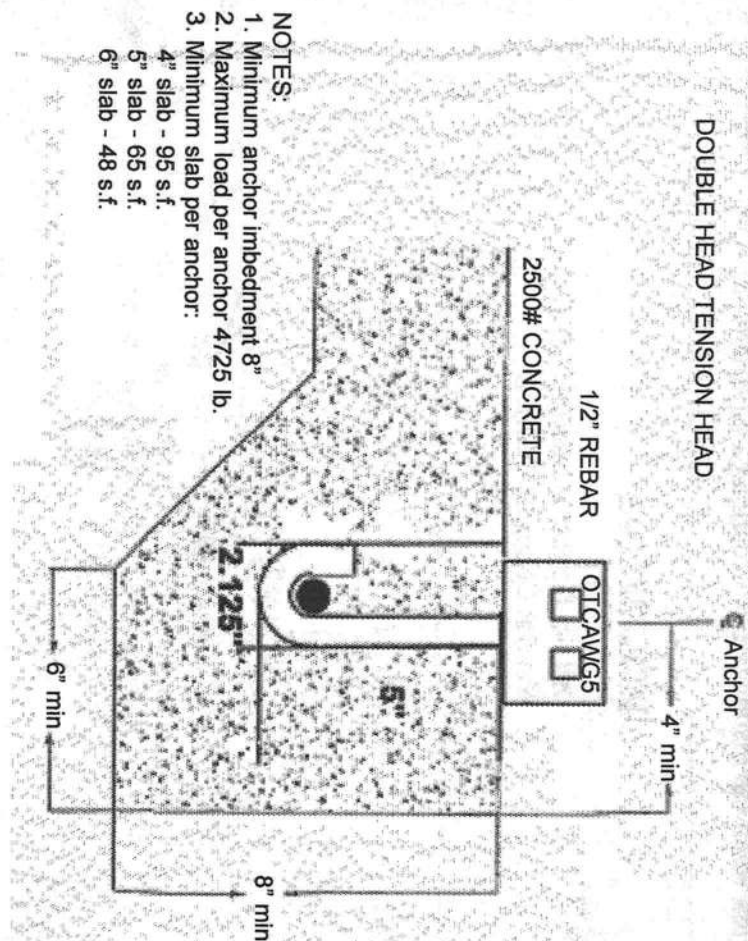 DOUBLE HEAD TENSION HEAD
℄ Anchor
4" min
1/2" REBAR
OTCAWG5
2500# CONCRETE
5"
2.125"
8" min
6" min
NOTES:
1. Minimum anchor imbedment 8"
2. Maximum load per anchor 4725 lb.
3. Minimum slab per anchor:
4" slab - 95 s.f.
5" slab - 65 s.f.
6" slab - 48 s.f.